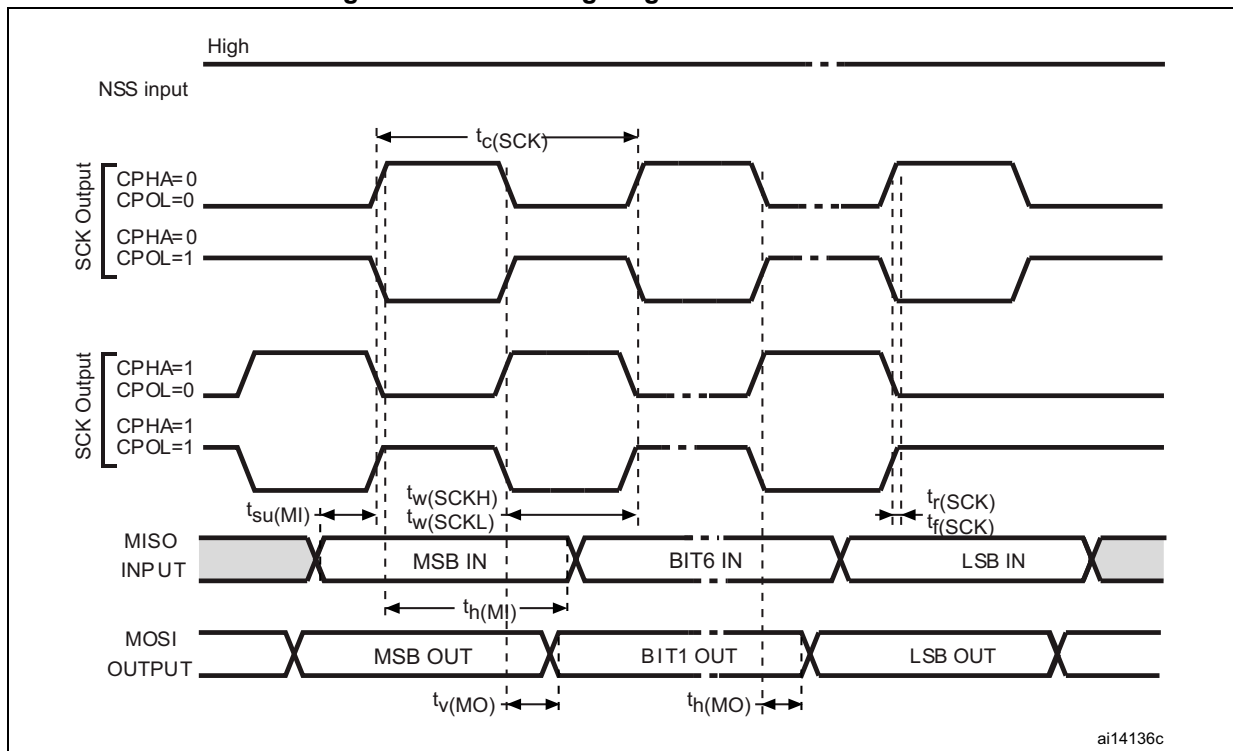 High
NSS input
tc(SCK)
SCK Output
CPHA=0
CPOL=0
CPHA=0
CPOL=1
SCK Output
CPHA=1
CPOL=0
CPHA=1
CPOL=1
tw(SCKH)
tw(SCKL)
tsu(MI)
tr(SCK)
tf(SCK)
MISO
INPUT
MSB IN
BIT6 IN
LSB IN
th(MI)
MOSI
OUTPUT
MSB OUT
BIT1 OUT
LSB OUT
tv(MO)
th(MO)
ai14136c